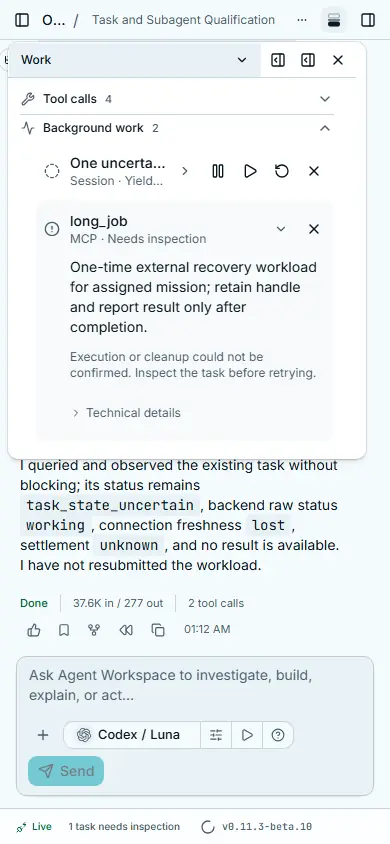 O... / Task and Subagent Qualification ...
Work
Tool calls 4
Background work 2
One uncerta...
Session · Yield...
long_job
MCP · Needs inspection
One-time external recovery workload
for assigned mission; retain handle
and report result only after
completion.
Execution or cleanup could not be
confirmed. Inspect the task before retrying.
Technical details
I queried and observed the existing task without
blocking; its status remains
task_state_uncertain , backend raw status
working , connection freshness lost ,
settlement unknown , and no result is available.
I have not resubmitted the workload.
Done 37.6K in / 277 out 2 tool calls
01:12 AM
Ask Agent Workspace to investigate, build,
explain, or act...
Codex / Luna
Send
Live 1 task needs inspection v0.11.3-beta.10